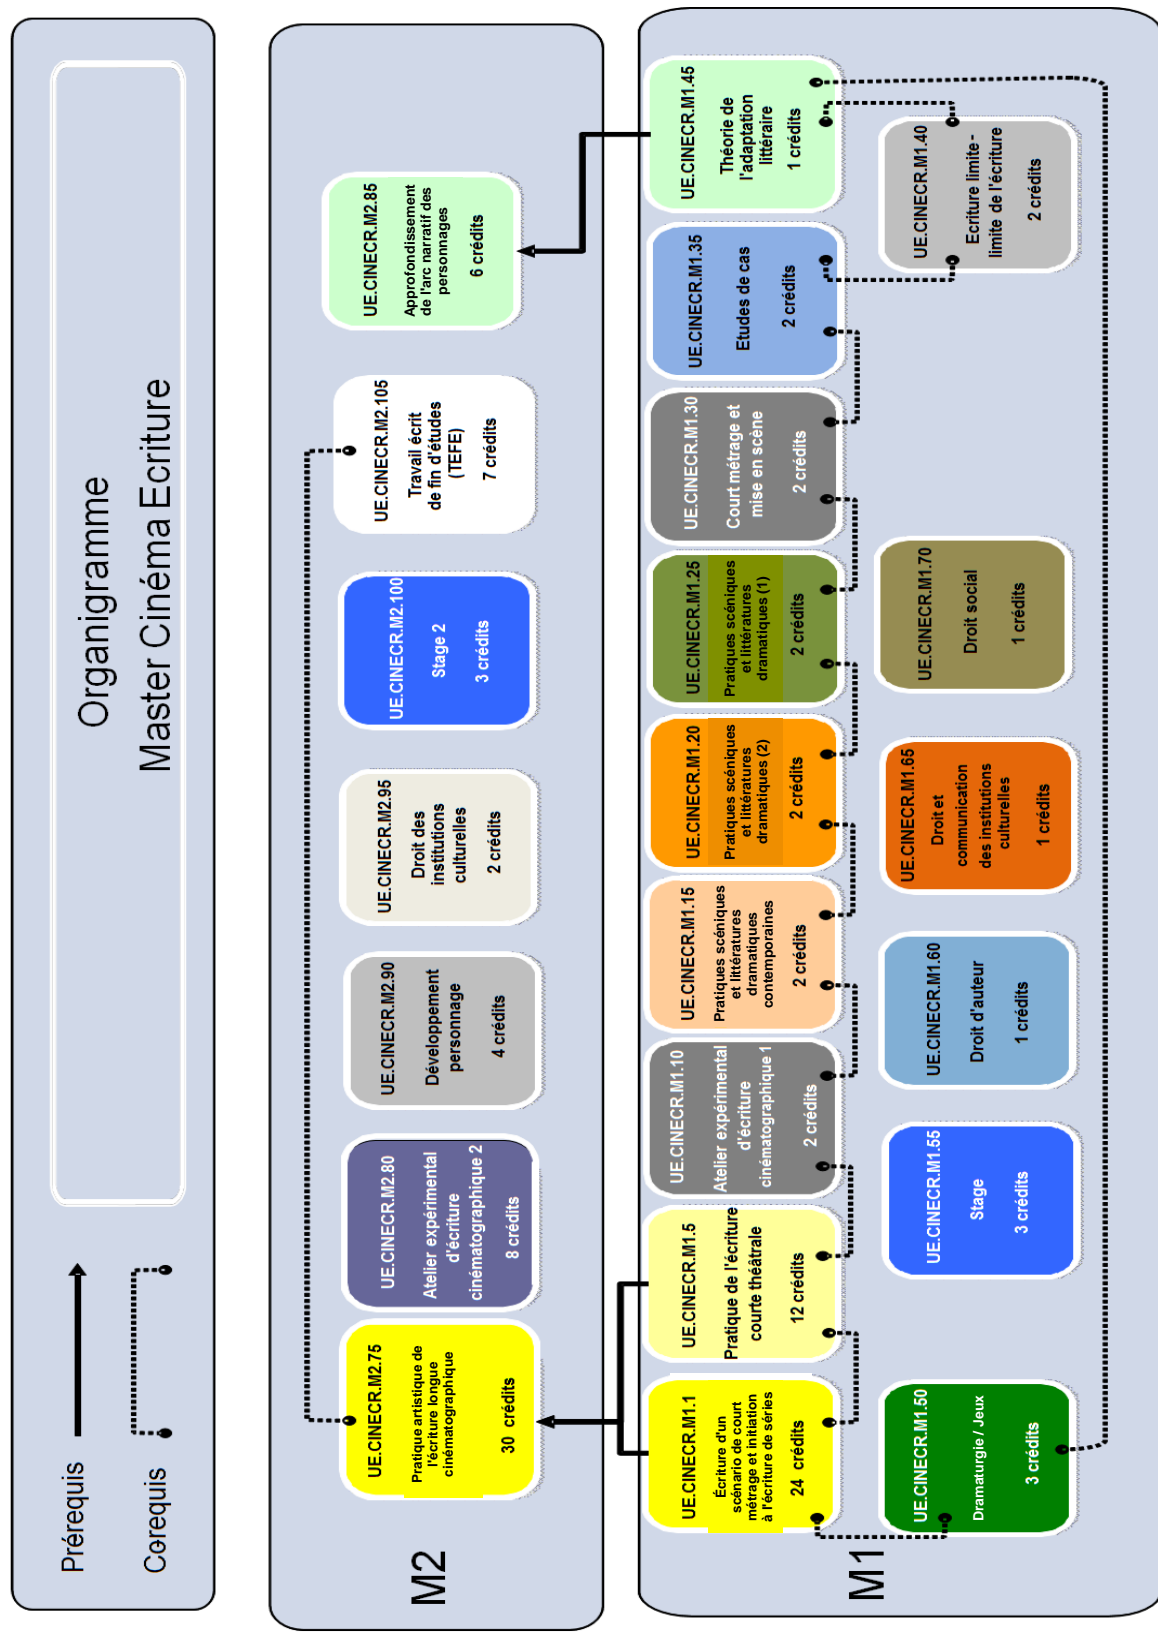 Organigramme
Master Cinéma Ecriture
Prérequis
Corequis
M2
UE.CINECR.M2.75
Pratique artistique de
l'écriture longue
cinématographique
30 crédits
UE.CINECR.M2.80
Atelier expérimental
d'écriture
cinématographique 2
8 crédits
UE.CINECR.M2.90
Développement
personnage
4 crédits
UE.CINECR.M2.95
Droit des
institutions
culturelles
2 crédits
UE.CINECR.M2.100
Stage 2
3 crédits
UE.CINECR.M2.105
Travail écrit
de fin d'études
(TEFE)
7 crédits
UE.CINECR.M2.85
Approfondissement
de l'arc narratif des
personnages
6 crédits
M1
UE.CINECR.M1.1
Écriture d'un
scénario de court
métrage et initiation
à l'écriture de séries
24 crédits
UE.CINECR.M1.5
Pratique de l'écriture
courte théâtrale
12 crédits
UE.CINECR.M1.10
Atelier expérimental
d'écriture
cinématographique 1
2 crédits
UE.CINECR.M1.15
Pratiques scéniques
et littératures
dramatiques
contemporaines
2 crédits
UE.CINECR.M1.20
Pratiques scéniques
et littératures
dramatiques (2)
2 crédits
UE.CINECR.M1.25
Pratiques scéniques
et littératures
dramatiques (1)
2 crédits
UE.CINECR.M1.30
Court métrage et
mise en scène
2 crédits
UE.CINECR.M1.35
Etudes de cas
2 crédits
UE.CINECR.M1.45
Théorie de
l'adaptation
littéraire
1 crédits
UE.CINECR.M1.50
Dramaturgie / Jeux
3 crédits
UE.CINECR.M1.55
Stage
3 crédits
UE.CINECR.M1.60
Droit d'auteur
1 crédits
UE.CINECR.M1.65
Droit et
communication
des institutions
culturelles
1 crédits
UE.CINECR.M1.70
Droit social
1 crédits
UE.CINECR.M1.40
Ecriture limite -
limite de l'écriture
2 crédits